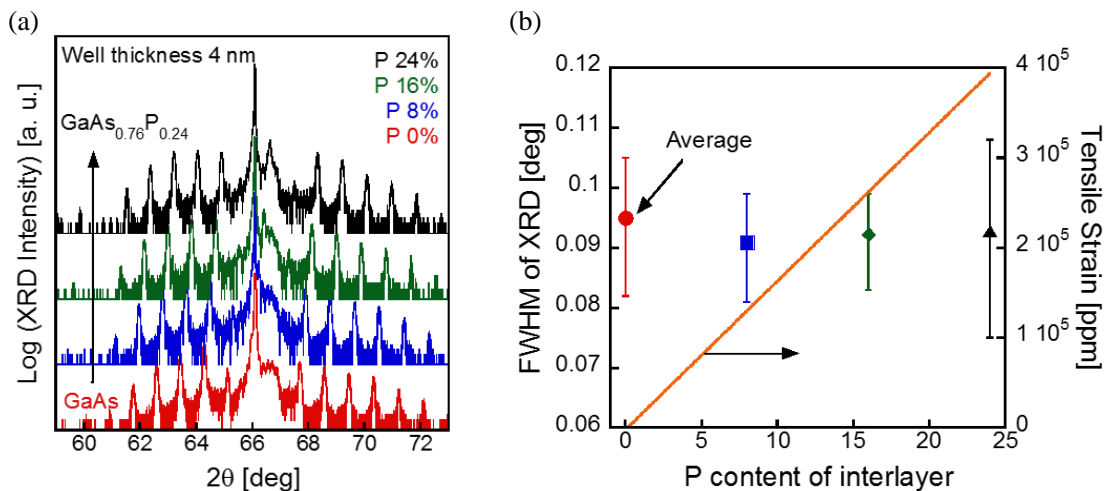 (a)
Well thickness 4 nm
P 24%
P 16%
P 8%
P 0%
GaAs0.76P0.24
GaAs
Log (XRD Intensity) [a. u.]
60 62 64 66 68 70 72
2θ [deg]
(b)
0.12
0.11
0.1
0.09
0.08
0.07
0.06
FWHM of XRD [deg]
Average
4 10^5
3 10^5
2 10^5
1 10^5
0
Tensile Strain [ppm]
0 5 10 15 20 25
P content of interlayer